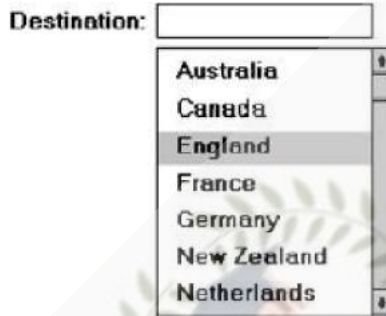 Destination:
Australia
Canada
England
France
Germany
New Zealand
Netherlands